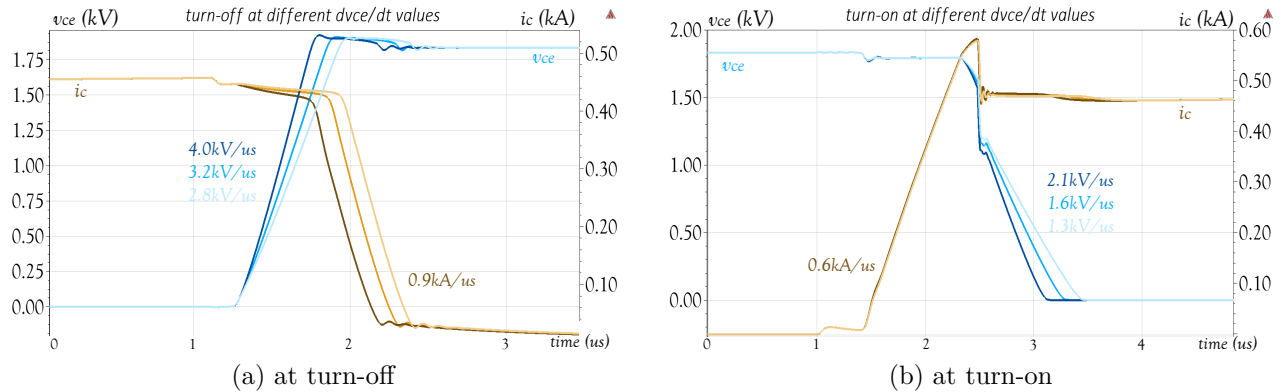 vce (kV)
turn-off at different dvce/dt values
ic (kA)
1.75
1.50
1.25
1.00
0.75
0.50
0.25
0.00
0.50
0.40
0.30
0.20
0.10
vce
ic
4.0kV/us
3.2kV/us
2.8kV/us
0.9kA/us
0
1
2
3
time (us)
(a) at turn-off
vce (kV)
turn-on at different dvce/dt values
ic (kA)
2.00
1.50
1.00
0.50
0.00
0.60
0.50
0.40
0.30
0.20
0.10
vce
ic
2.1kV/us
1.6kV/us
1.3kV/us
0.6kA/us
0
1
2
3
4
time (us)
(b) at turn-on